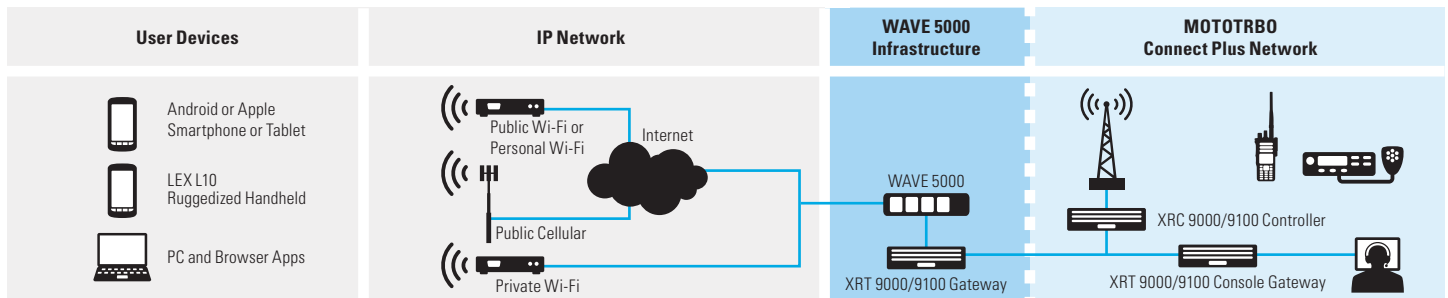 User Devices
IP Network
WAVE 5000
Infrastructure
MOTOTRBO
Connect Plus Network
Android or Apple
Smartphone or Tablet
LEX L10
Ruggedized Handheld
PC and Browser Apps
Public Wi-Fi or
Personal Wi-Fi
Internet
Public Cellular
Private Wi-Fi
WAVE 5000
XRT 9000/9100 Gateway
XRC 9000/9100 Controller
XRT 9000/9100 Console Gateway